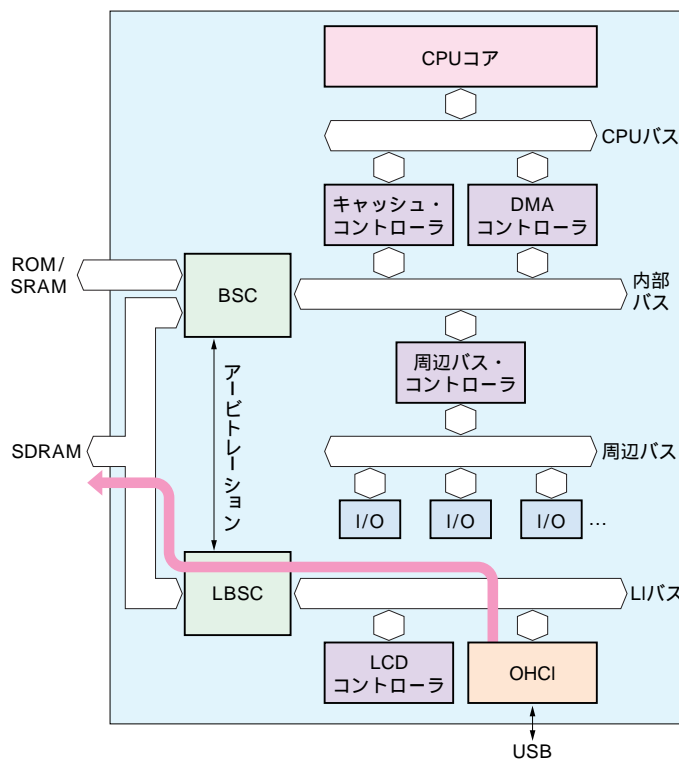 CPUコア
CPUバス
キャッシュ・
コントローラ
DMA
コントローラ
ROM/
SRAM
BSC
内部
バス
周辺バス・
コントローラ
アービトレーション
SDRAM
周辺バス
I/O
I/O
I/O
…
LBSC
LIバス
LCD
コントローラ
OHCI
USB